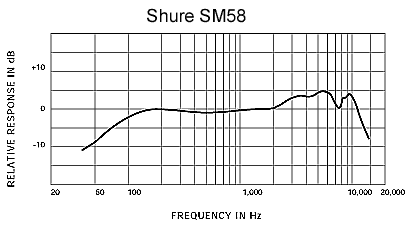 Shure SM58
RELATIVE RESPONSE IN dB
+10
0
-10
20 50 100 1,000 10,000 20,000
FREQUENCY IN Hz